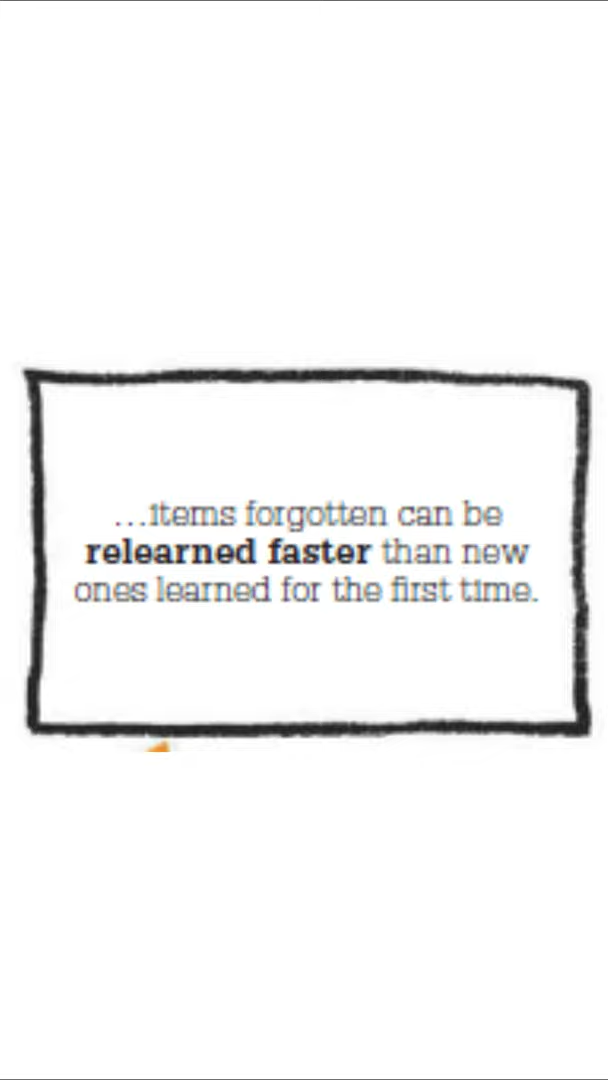 …items forgotten can be
relearned faster than new
ones learned for the first time.